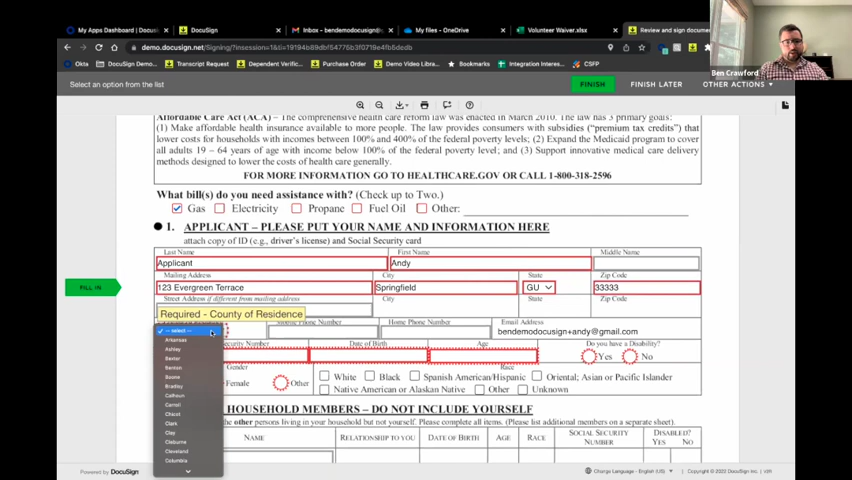 My Apps Dashboard | O
DocuSign
Inbox - bendemodocusign@
My files - OneDrive
Volunteer Waiver.xlsx
Review and sign document
demo.docusign.net/Signing/?insession=1&ti=19194b89dbf54775b3f0719e4fb5dedb
Okta
DocuSign Demo
Transcript Request
Dependent Verific
Purchase Order
Demo Video Libra
Bookmarks
Integration Interes
CSFP
Ben Crawford
Select an option from the list
FINISH
FINISH LATER
OTHER ACTIONS
Affordable Care Act (ACA) – The comprehensive health care reform law was enacted in March 2010. The law has 3 primary goals:
(1) Make affordable health insurance available to more people. The law provides consumers with subsidies ("premium tax credits") that
lower costs for households with incomes between 100% and 400% of the federal poverty levels; (2) Expand the Medicaid program to cover
all adults 19 – 64 years of age with income below 100% of the federal poverty level; and (3) Support innovative medical care delivery
methods designed to lower the costs of health care generally.
FOR MORE INFORMATION GO TO HEALTHCARE.GOV OR CALL 1-800-318-2596
What bill(s) do you need assistance with? (Check up to Two.)
Gas Electricity Propane Fuel Oil Other:
1. APPLICANT – PLEASE PUT YOUR NAME AND INFORMATION HERE
attach copy of ID (e.g., driver's license) and Social Security card
Last Name First Name Middle Name
Applicant Andy
Mailing Address City State Zip Code
FILL IN
123 Evergreen Terrace Springfield GU 33333
Street Address if different from mailing address City State Zip Code
Required - County of Residence
Mobile Phone Number Home Phone Number Email Address
bendemodocusign+andy@gmail.com
-- select --
Arkansas
Ashley
Baxter
Benton
Boone
Bradley
Calhoun
Carroll
Chicot
Clark
Clay
Cleburne
Cleveland
Columbia
Security Number Date of Birth Age Do you have a Disability?
Yes No
Gender Race
Female Other White Black Spanish American/Hispanic Oriental; Asian or Pacific Islander
Native American or Alaskan Native Other Unknown
HOUSEHOLD MEMBERS – DO NOT INCLUDE YOURSELF
other persons living in your household but not yourself. Please complete all items. (Please list additional members on a separate sheet.)
NAME RELATIONSHIP TO YOU DATE OF BIRTH AGE RACE SOCIAL SECURITY NUMBER DISABLED? YES NO
Powered by DocuSign
Change Language - English (US)
Copyright © 2022 DocuSign Inc.